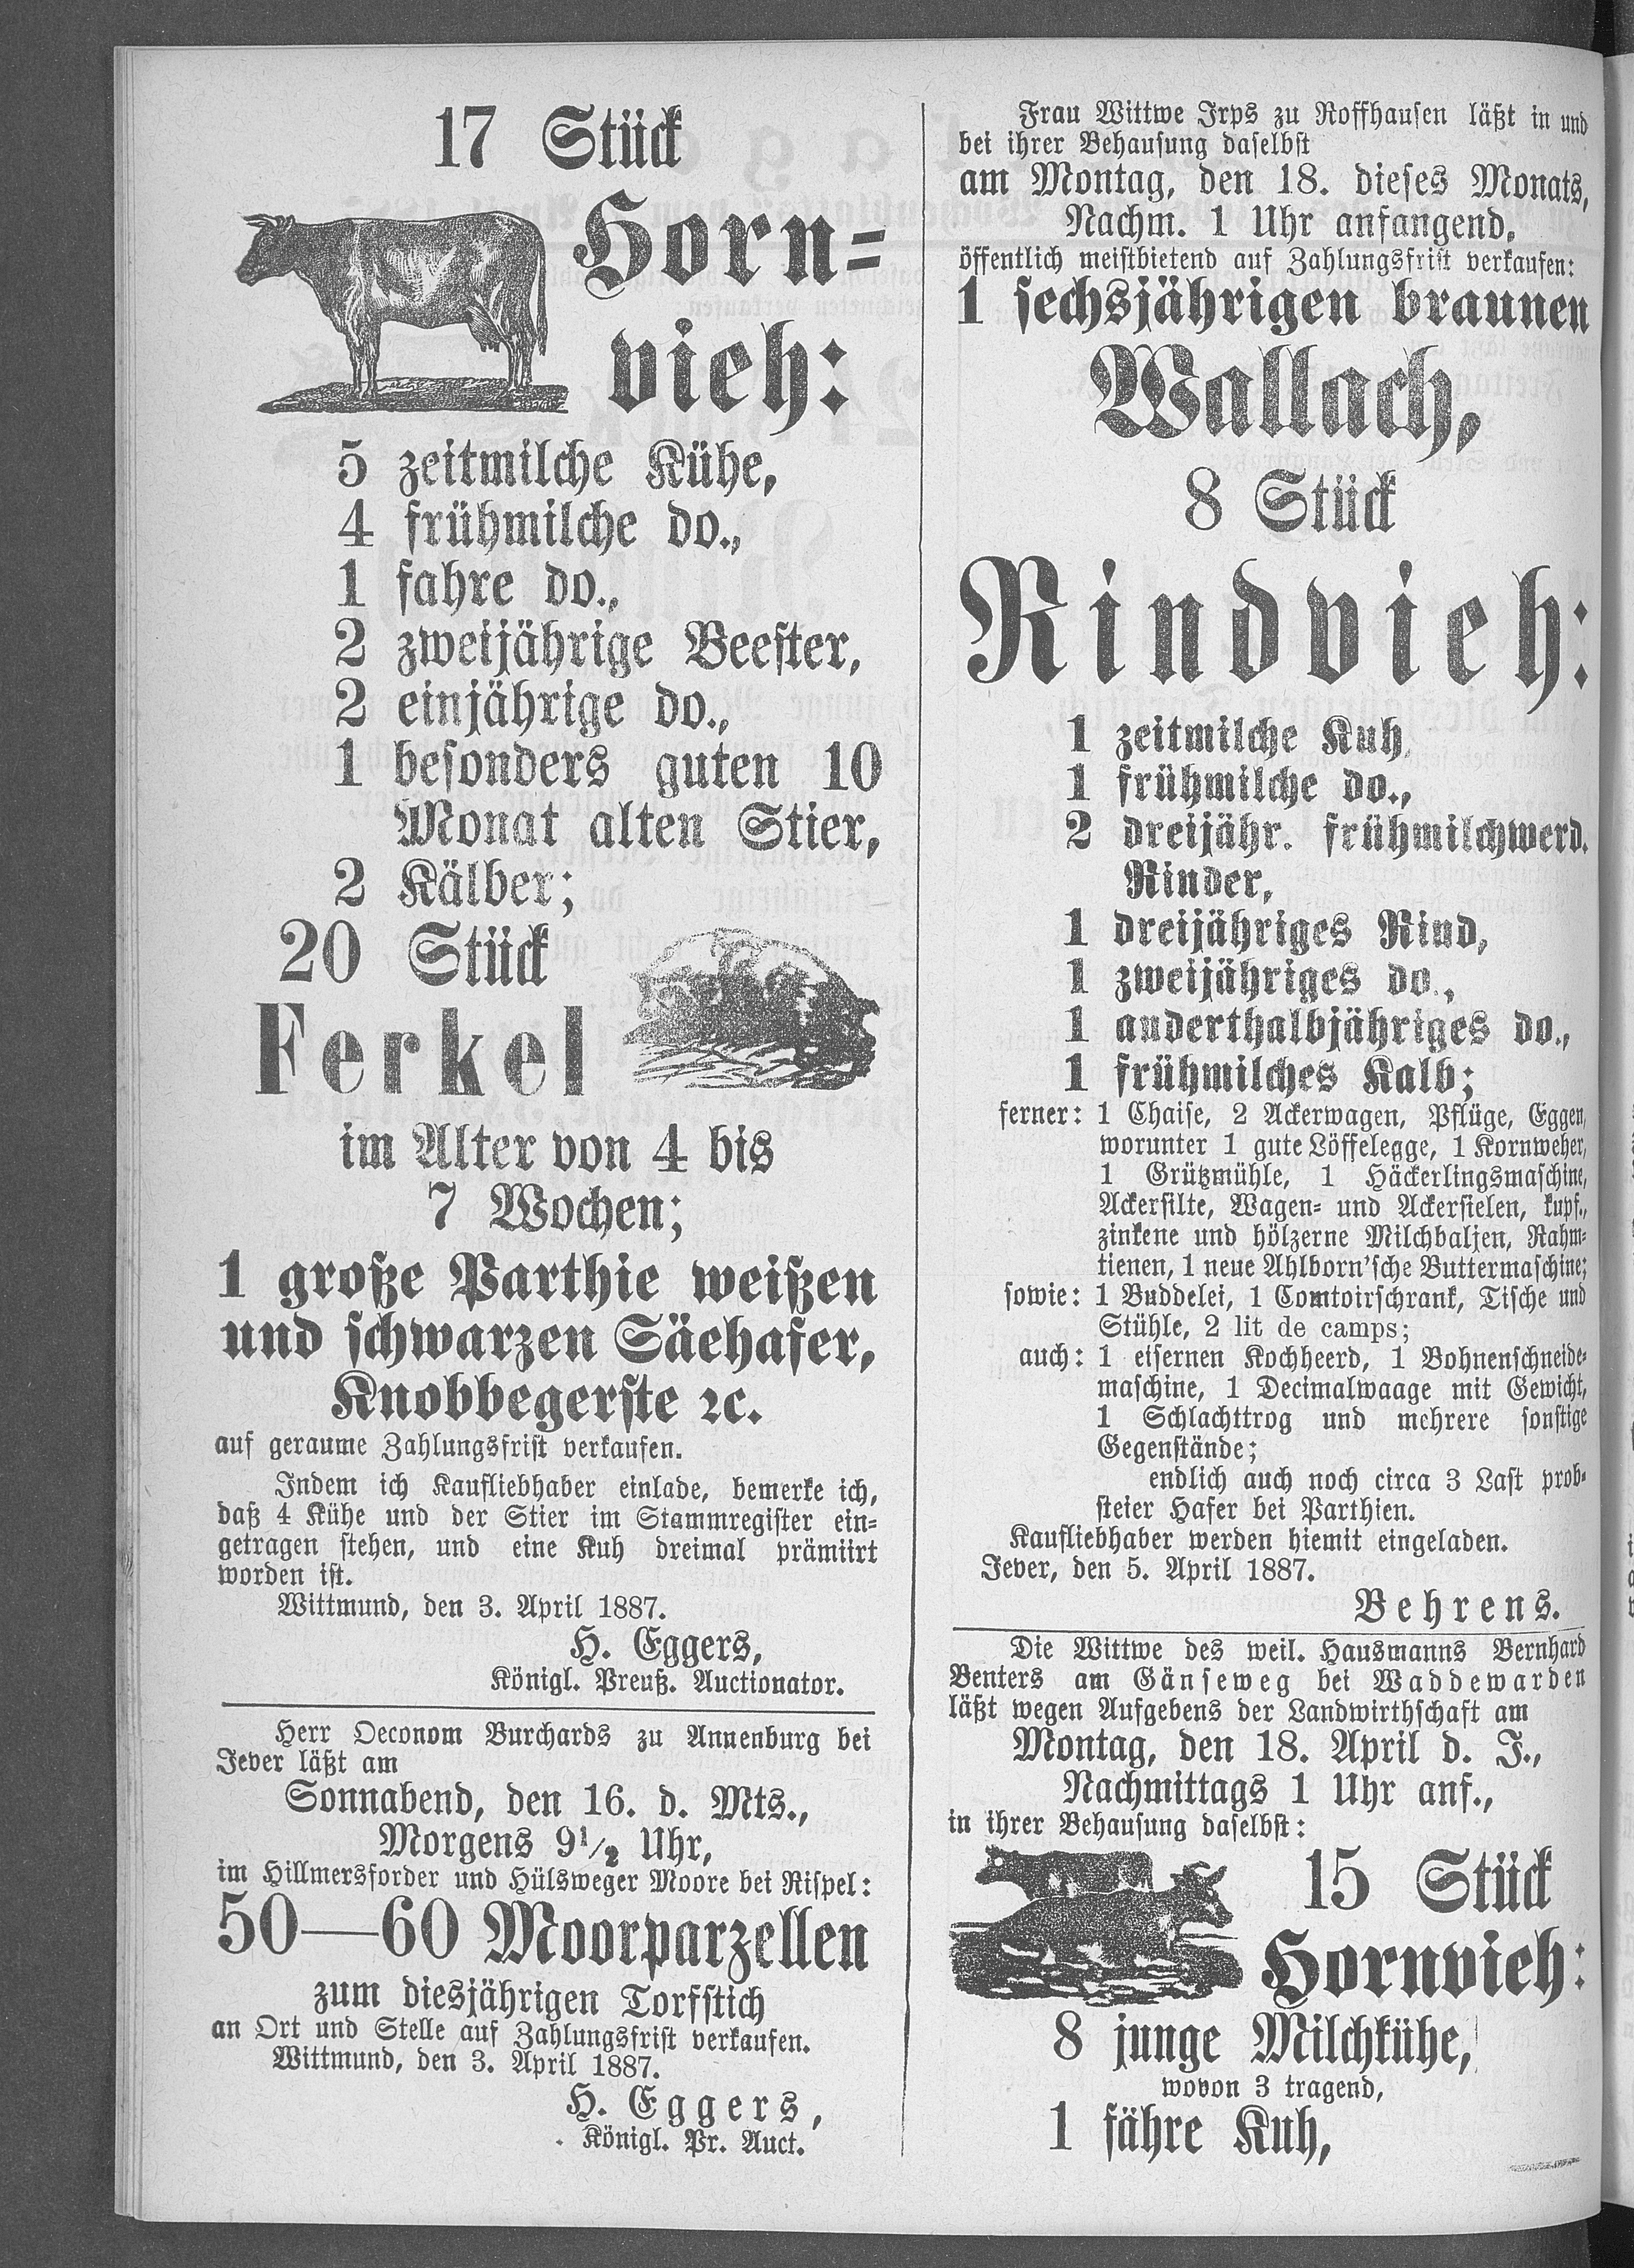 17 Stück
Horn=
vieh:
5 zeitmilche Kühe,
4 frühmilche do.,
1 fahre do.,
2 zweijährige Beester,
2 einjährige do.,
1 besonders guten 10
Monat alten Stier,
2 Kälber;
20 Stück
Ferkel
im Alter von 4 bis
7 Wochen;
1 große Parthie weißen
und schwarzen Säehafer,
Knobbegerste ꝛc.
auf geraume Zahlungsfrist verkaufen.
Indem ich Kaufliebhaber einlade, bemerke ich,
daß 4 Kühe und der Stier im Stammregister ein=
getragen stehen, und eine Kuh dreimal prämiirt
worden ist.
Wittmund, den 3. April 1887.
H. Eggers,
Königl. Preuß. Auctionator.
Herr Oeconom Burchards zu Annenburg bei
Jever läßt am
Sonnabend, den 16. d. Mts.,
Morgens 9½ Uhr,
im Hillmersforder und Hülsweger Moore bei Rispel:
50—60 Moorparzellen
zum diesjährigen Torfstich
an Ort und Stelle auf Zahlungsfrist verkaufen.
Wittmund, den 3. April 1887.
H. Eggers,
Königl. Pr. Auct.
Frau Wittwe Irps zu Roffhausen läßt in und
bei ihrer Behausung daselbst
am Montag, den 18. dieses Monats,
Nachm. 1 Uhr anfangend,
öffentlich meistbietend auf Zahlungsfrist verkaufen:
1 sechsjährigen braunen
Wallach,
8 Stück
Rindvieh:
1 zeitmilche Kuh,
1 frühmilche do.,
2 dreijähr. frühmilchwerd.
Rinder,
1 dreijähriges Rind,
1 zweijähriges do.,
1 anderthalbjähriges do.,
1 frühmilches Kalb;
ferner: 1 Chaise, 2 Ackerwagen, Pflüge, Eggen,
worunter 1 gute Löffelegge, 1 Kornweher,
1 Grützmühle, 1 Häckerlingsmaschine,
Ackersilte, Wagen= und Ackersielen, kupf.,
zinkene und hölzerne Milchbaljen, Rahm=
tienen, 1 neue Ahlborn'sche Buttermaschine;
sowie: 1 Buddelei, 1 Comtoirschrank, Tische und
Stühle, 2 lit de camps;
auch: 1 eisernen Kochheerd, 1 Bohnenschneide=
maschine, 1 Decimalwaage mit Gewicht,
1 Schlachttrog und mehrere sonstige
Gegenstände;
endlich auch noch circa 3 Last prob=
steier Hafer bei Parthien.
Kaufliebhaber werden hiemit eingeladen.
Jever, den 5. April 1887.
Behrens.
Die Wittwe des weil. Hausmanns Bernhard
Benters am Gänseweg bei Waddewarden
läßt wegen Aufgebens der Landwirthschaft am
Montag, den 18. April d. J.,
Nachmittags 1 Uhr anf.,
in ihrer Behausung daselbst:
15 Stück
Hornvieh:
8 junge Milchkühe,
wovon 3 tragend,
1 fähre Kuh,